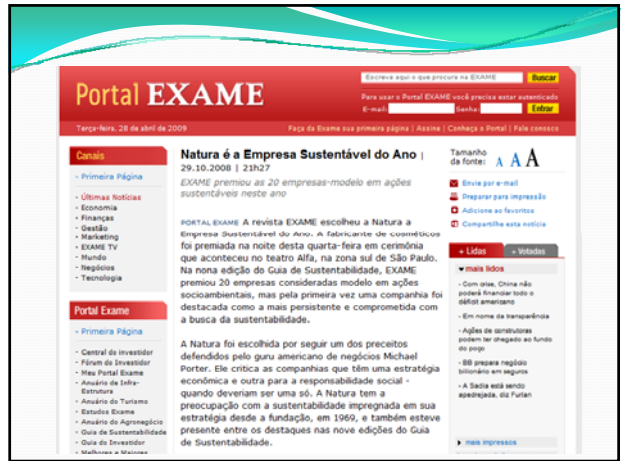 Portal EXAME
Escreva aqui o que procura na EXAME Buscar
Para usar o Portal EXAME você precisa estar autenticado
E-mail: Senha: Entrar
Terça-feira, 28 de abril de 2009
Faça da Exame sua primeira página | Assine | Conheça o Portal | Fale conosco
Canais
- Primeira Página
- Últimas Notícias
- Economia
- Finanças
- Gestão
- Marketing
- EXAME TV
- Mundo
- Negócios
- Tecnologia
Portal Exame
- Primeira Página
- Central do investidor
- Fórum do Investidor
- Meu Portal Exame
- Anuário de Infra-
Estrutura
- Anuário do Turismo
- Estudos Exame
- Anuário do Agronegócio
- Guia de Sustentabilidade
- Guia do Investidor
- Melhores e Maiores
Natura é a Empresa Sustentável do Ano |
29.10.2008 | 21h27
EXAME premiou as 20 empresas-modelo em ações
sustentáveis neste ano
PORTAL EXAME A revista EXAME escolheu a Natura a
Empresa Sustentável do Ano. A fabricante de cosméticos
foi premiada na noite desta quarta-feira em cerimônia
que aconteceu no teatro Alfa, na zona sul de São Paulo.
Na nona edição do Guia de Sustentabilidade, EXAME
premiou 20 empresas consideradas modelo em ações
socioambientais, mas pela primeira vez uma companhia foi
destacada como a mais persistente e comprometida com
a busca da sustentabilidade.
A Natura foi escolhida por seguir um dos preceitos
defendidos pelo guru americano de negócios Michael
Porter. Ele critica as companhias que têm uma estratégia
econômica e outra para a responsabilidade social -
quando deveriam ser uma só. A Natura tem a
preocupação com a sustentabilidade impregnada em sua
estratégia desde a fundação, em 1969, e também esteve
presente entre os destaques nas nove edições do Guia
de Sustentabilidade.
Tamanho
da fonte: A A A
Envie por e-mail
Preparar para impressão
Adicione ao favoritos
Compartilhe esta notícia
+ Lidas + Votadas
mais lidos
- Com crise, China não
poderá financiar todo o
déficit americano
- Em nome da transparência
- Ações de construtoras
podem ter chegado ao fundo
do poço
- BB prepara negócio
bilionário em seguros
- A Sadia está sendo
apedrejada, diz Furlan
mais impressos